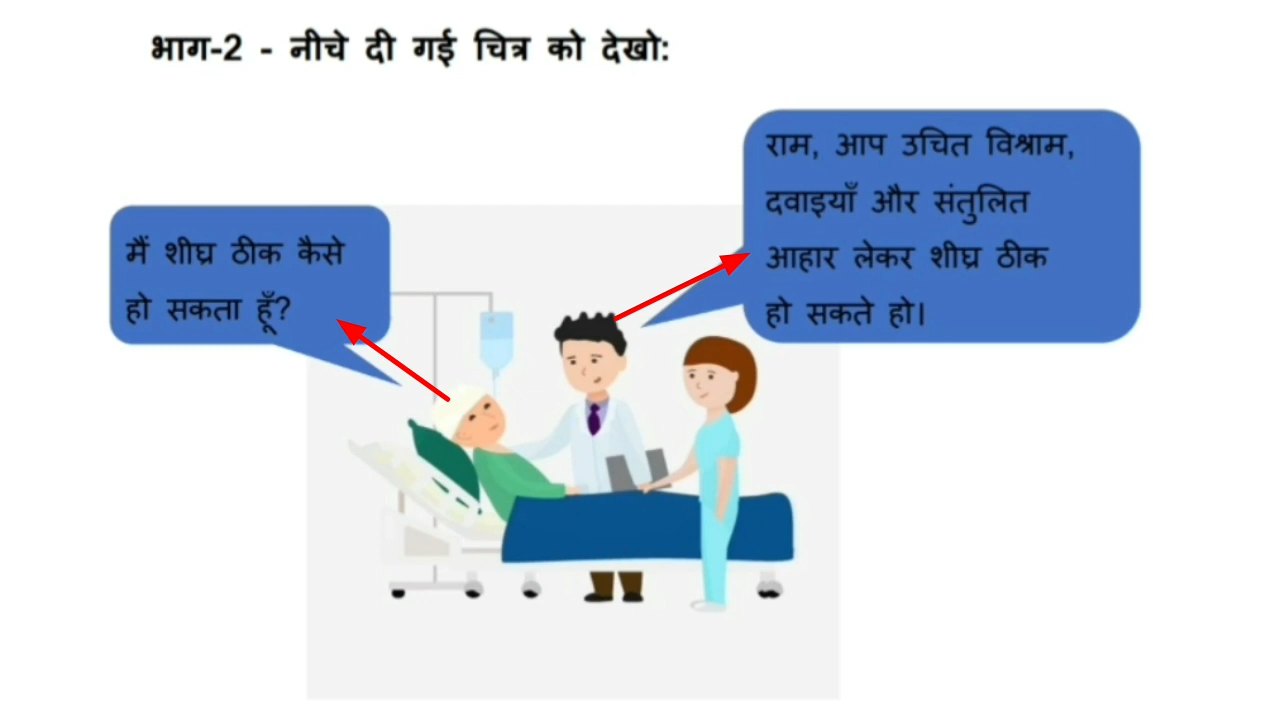 भाग-2 - नीचे दी गई चित्र को देखो:
मैं शीघ्र ठीक कैसे
हो सकता हूँ?
राम, आप उचित विश्राम,
दवाइयाँ और संतुलित
आहार लेकर शीघ्र ठीक
हो सकते हो।